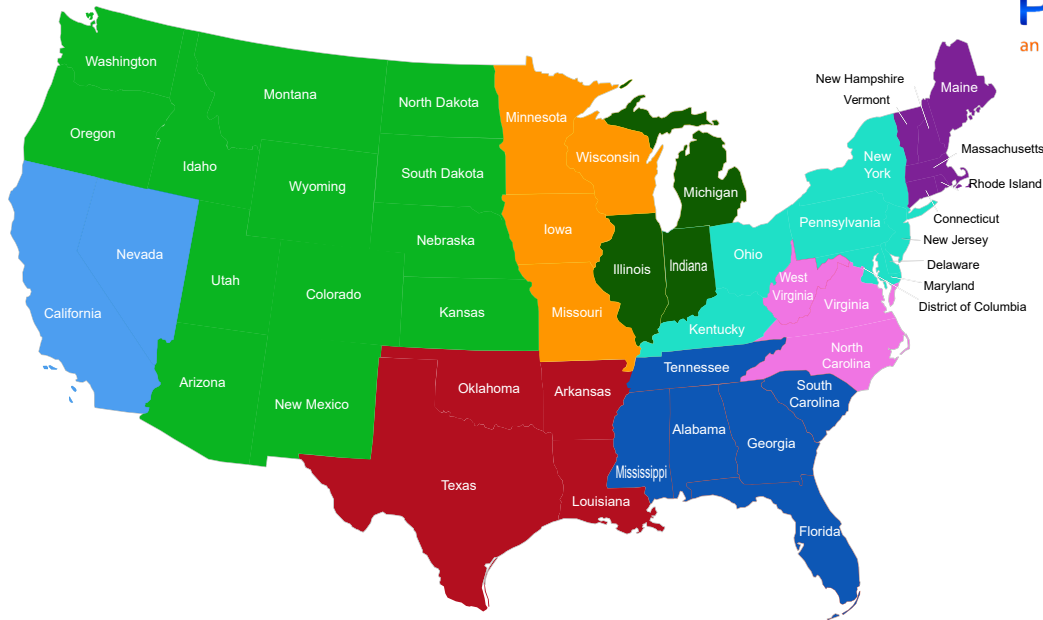 an
New Hampshire
Maine
Washington
Vermont
Montana
North Dakota
Minnesota
Oregon
Massachusetts
Wisconsin
New
York
Idaho
South Dakota
Wyoming
Michigan
Rhode Island
Connecticut
Pennsylvania
Iowa
Nebraska
New Jersey
Nevada
Ohio
Illinois
Indiana
Delaware
Utah
West
Virginia
Maryland
Colorado
Virginia
District of Columbia
California
Kansas
Missouri
Kentucky
North
Carolina
Tennessee
Arizona
Oklahoma
Arkansas
South
Carolina
New Mexico
Alabama
Georgia
Mississippi
Texas
Louisiana
Florida